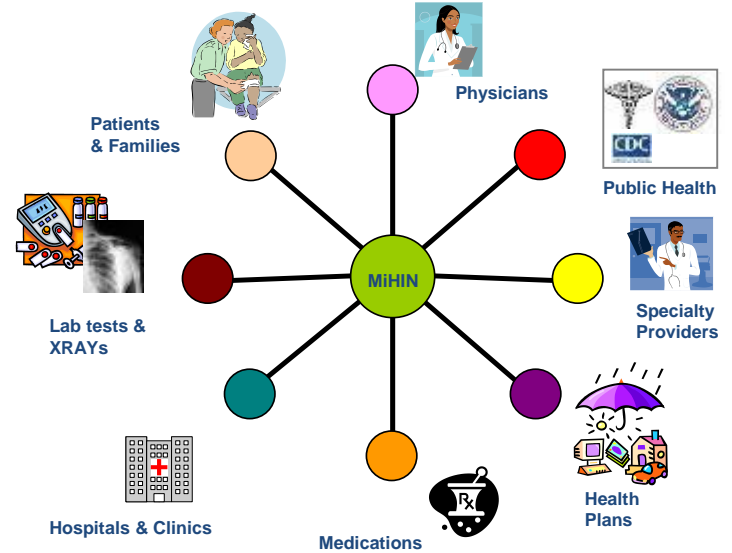 Physicians
Patients
& Families
CDC
Public Health
MiHIN
Specialty
Providers
Lab tests &
XRAYs
Rx
Health
Plans
Hospitals & Clinics
Medications